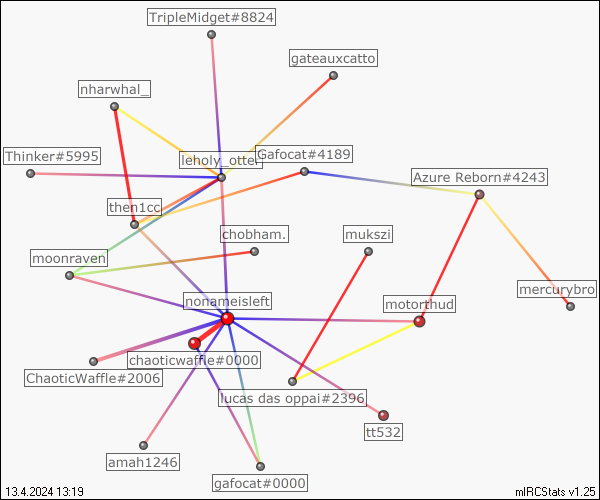 TripleMidget#8824
gateauxcatto
nharwhal_
Thinker#5995
leholy_otte
Gafocat#4189
Azure Reborn#4243
then1cc
chobham.
mukszi
moonraven
mercurybro
nonameisleft
motorthud
chaoticwaffle#0000
ChaoticWaffle#2006
lucas das oppai#2396
tt532
amah1246
gafocat#0000
13.4.2024 13:19
mIRCStats v1.25